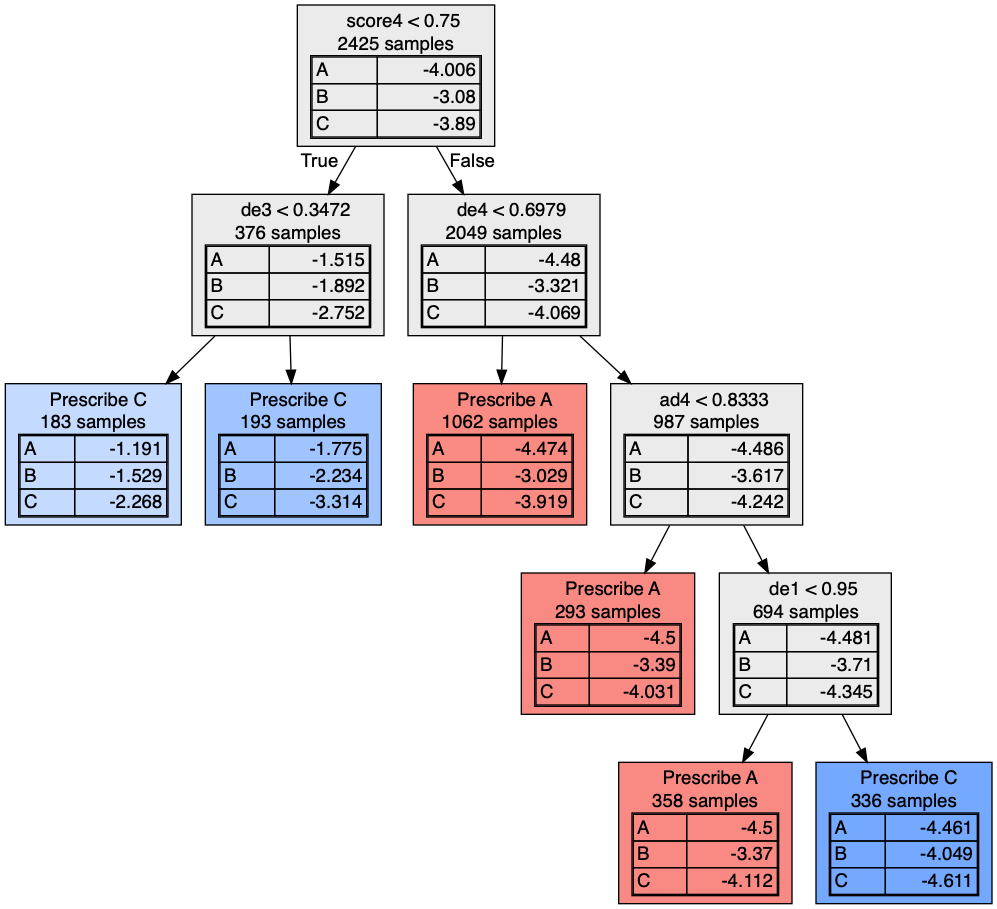 score4 < 0.75
2425 samples
A -4.006
B -3.08
C -3.89
True
False
de3 < 0.3472
376 samples
A -1.515
B -1.892
C -2.752
de4 < 0.6979
2049 samples
A -4.48
B -3.321
C -4.069
Prescribe C
183 samples
A -1.191
B -1.529
C -2.268
Prescribe C
193 samples
A -1.775
B -2.234
C -3.314
Prescribe A
1062 samples
A -4.474
B -3.029
C -3.919
ad4 < 0.8333
987 samples
A -4.486
B -3.617
C -4.242
Prescribe A
293 samples
A -4.5
B -3.39
C -4.031
de1 < 0.95
694 samples
A -4.481
B -3.71
C -4.345
Prescribe A
358 samples
A -4.5
B -3.37
C -4.112
Prescribe C
336 samples
A -4.461
B -4.049
C -4.611